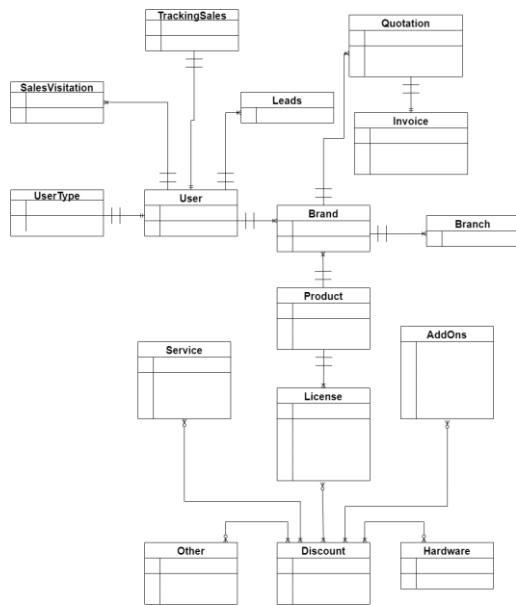 TrackingSales
Quotation
SalesVisitation
Leads
Invoice
UserType
User
Brand
Branch
Product
Service
AddOns
License
Other
Discount
Hardware